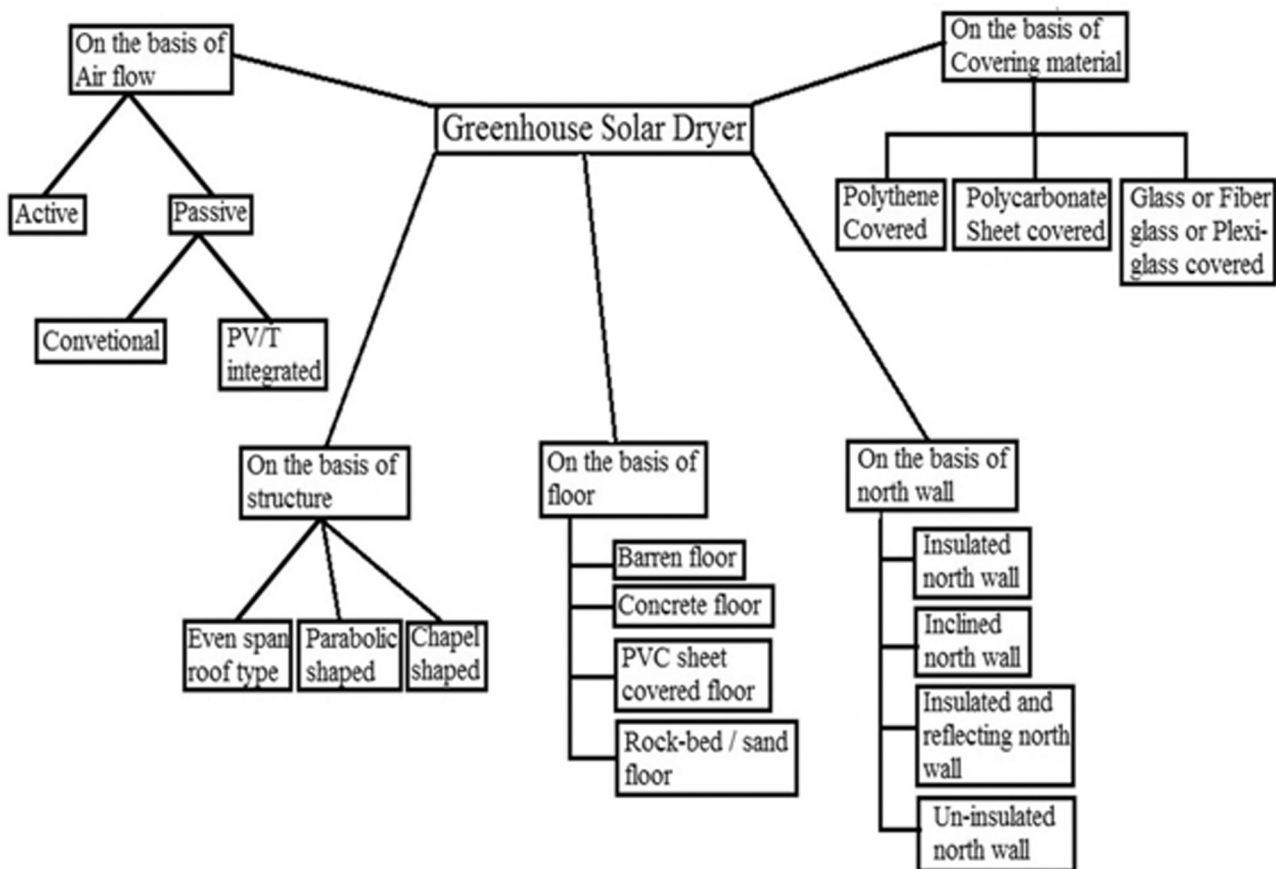 On the basis of
Air flow
On the basis of
Covering material
Greenhouse Solar Dryer
Active
Passive
Polythene
Covered
Polycarbonate
Sheet covered
Glass or Fiber
glass or Plexi-
glass covered
Convetional
PV/T
integrated
On the basis of
structure
On the basis of
floor
On the basis of
north wall
Even span
roof type
Parabolic
shaped
Chapel
shaped
Barren floor
Concrete floor
PVC sheet
covered floor
Rock-bed / sand
floor
Insulated
north wall
Inclined
north wall
Insulated and
reflecting north
wall
Un-insulated
north wall